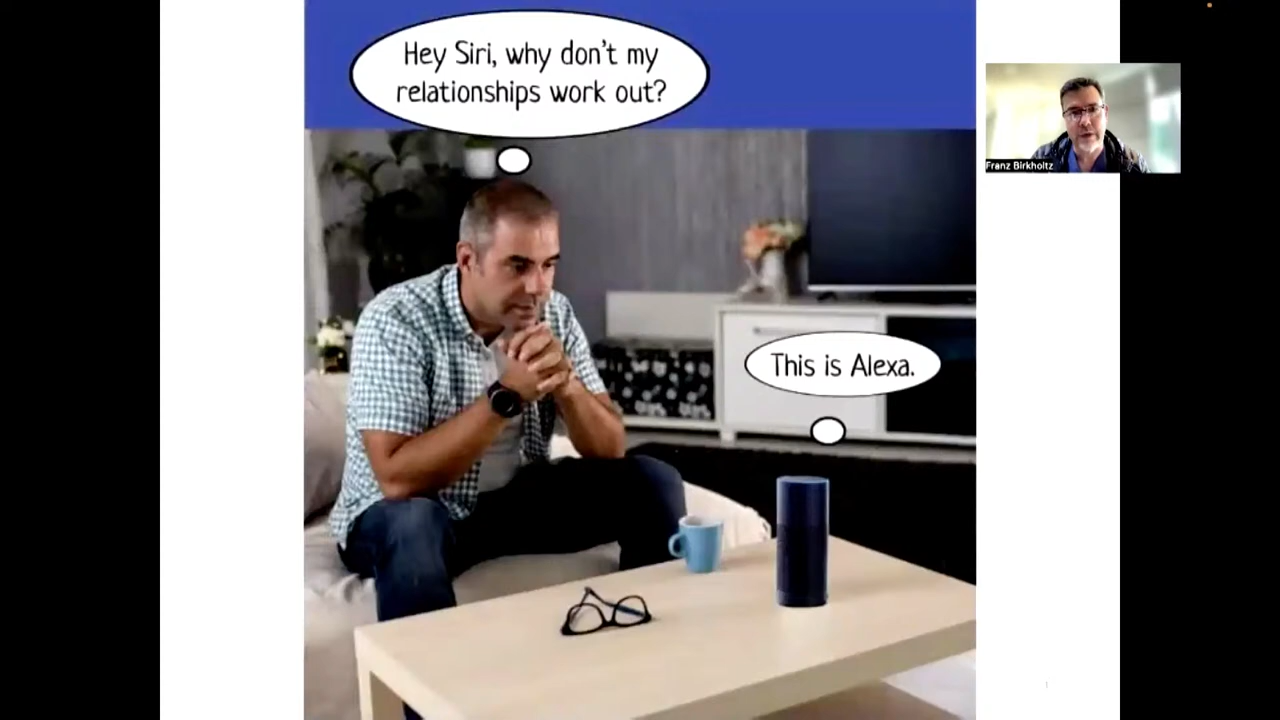 Hey Siri, why don't my
relationships work out?
This is Alexa.
Franz Birkholtz